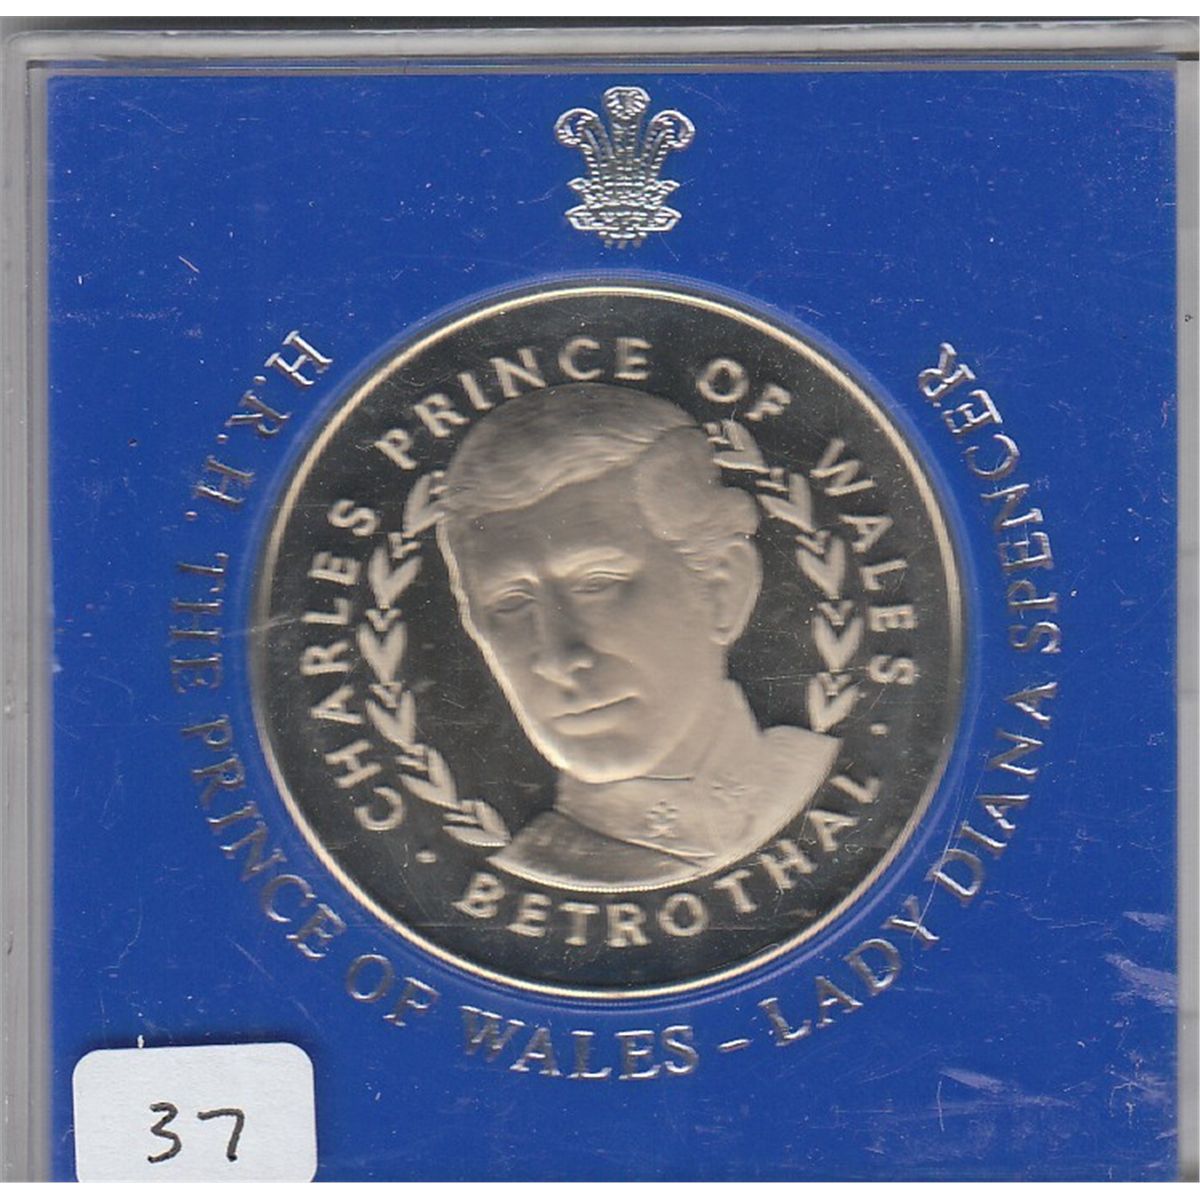 CHARLES PRINCE OF WALES ·
· BETROTHAL
H.R.H. THE PRINCE OF WALES - LADY DIANA SPENCER
37